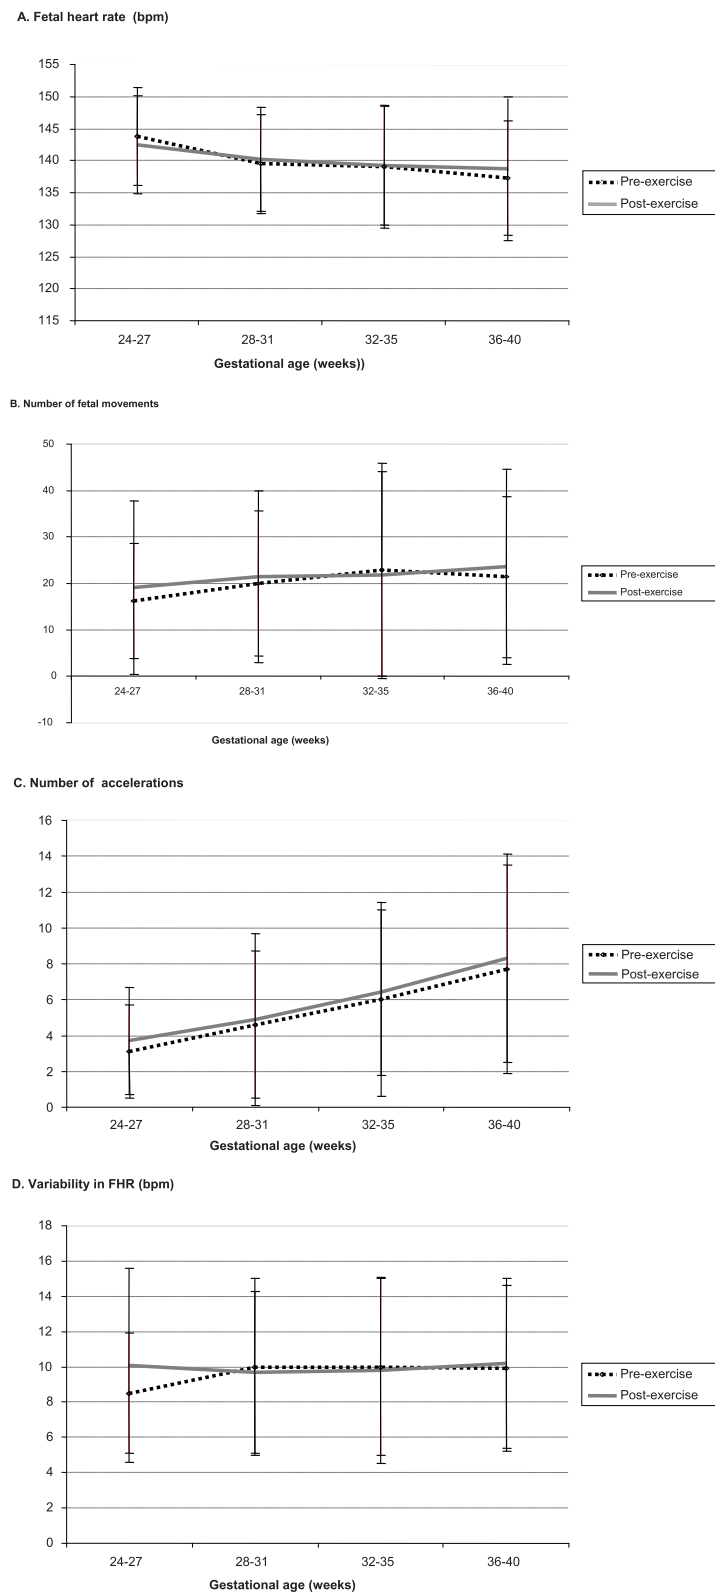 A. Fetal heart rate (bpm)
155
150
145
140
135
130
125
120
115
24-27 28-31 32-35 36-40
Gestational age (weeks))
Pre-exercise
Post-exercise
B. Number of fetal movements
50
40
30
20
10
0
-10
24-27 28-31 32-35 36-40
Gestational age (weeks)
Pre-exercise
Post-exercise
C. Number of accelerations
16
14
12
10
8
6
4
2
0
24-27 28-31 32-35 36-40
Gestational age (weeks)
Pre-exercise
Post-exercise
D. Variability in FHR (bpm)
18
16
14
12
10
8
6
4
2
0
24-27 28-31 32-35 36-40
Gestational age (weeks)
Pre-exercise
Post-exercise